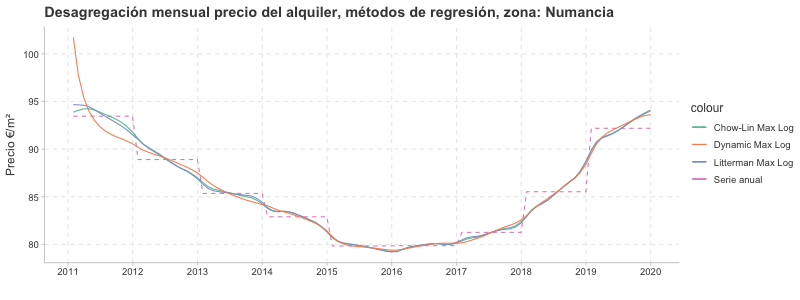 Desagregación mensual precio del alquiler, métodos de regresión, zona: Numancia
Precio €/m²
100
95
90
85
80
2011 2012 2013 2014 2015 2016 2017 2018 2019 2020
colour
Chow-Lin Max Log
Dynamic Max Log
Litterman Max Log
Serie anual